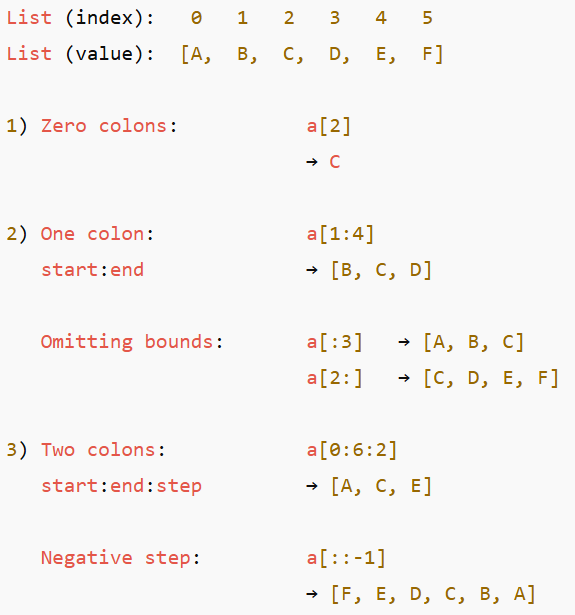 List (index):   0   1   2   3   4   5
List (value):  [A,  B,  C,  D,  E,  F]
1) Zero colons:           a[2]
→ C
2) One colon:             a[1:4]
start:end              → [B, C, D]
Omitting bounds:       a[:3]   → [A, B, C]
a[2:]   → [C, D, E, F]
3) Two colons:            a[0:6:2]
start:end:step         → [A, C, E]
Negative step:         a[::-1]
→ [F, E, D, C, B, A]